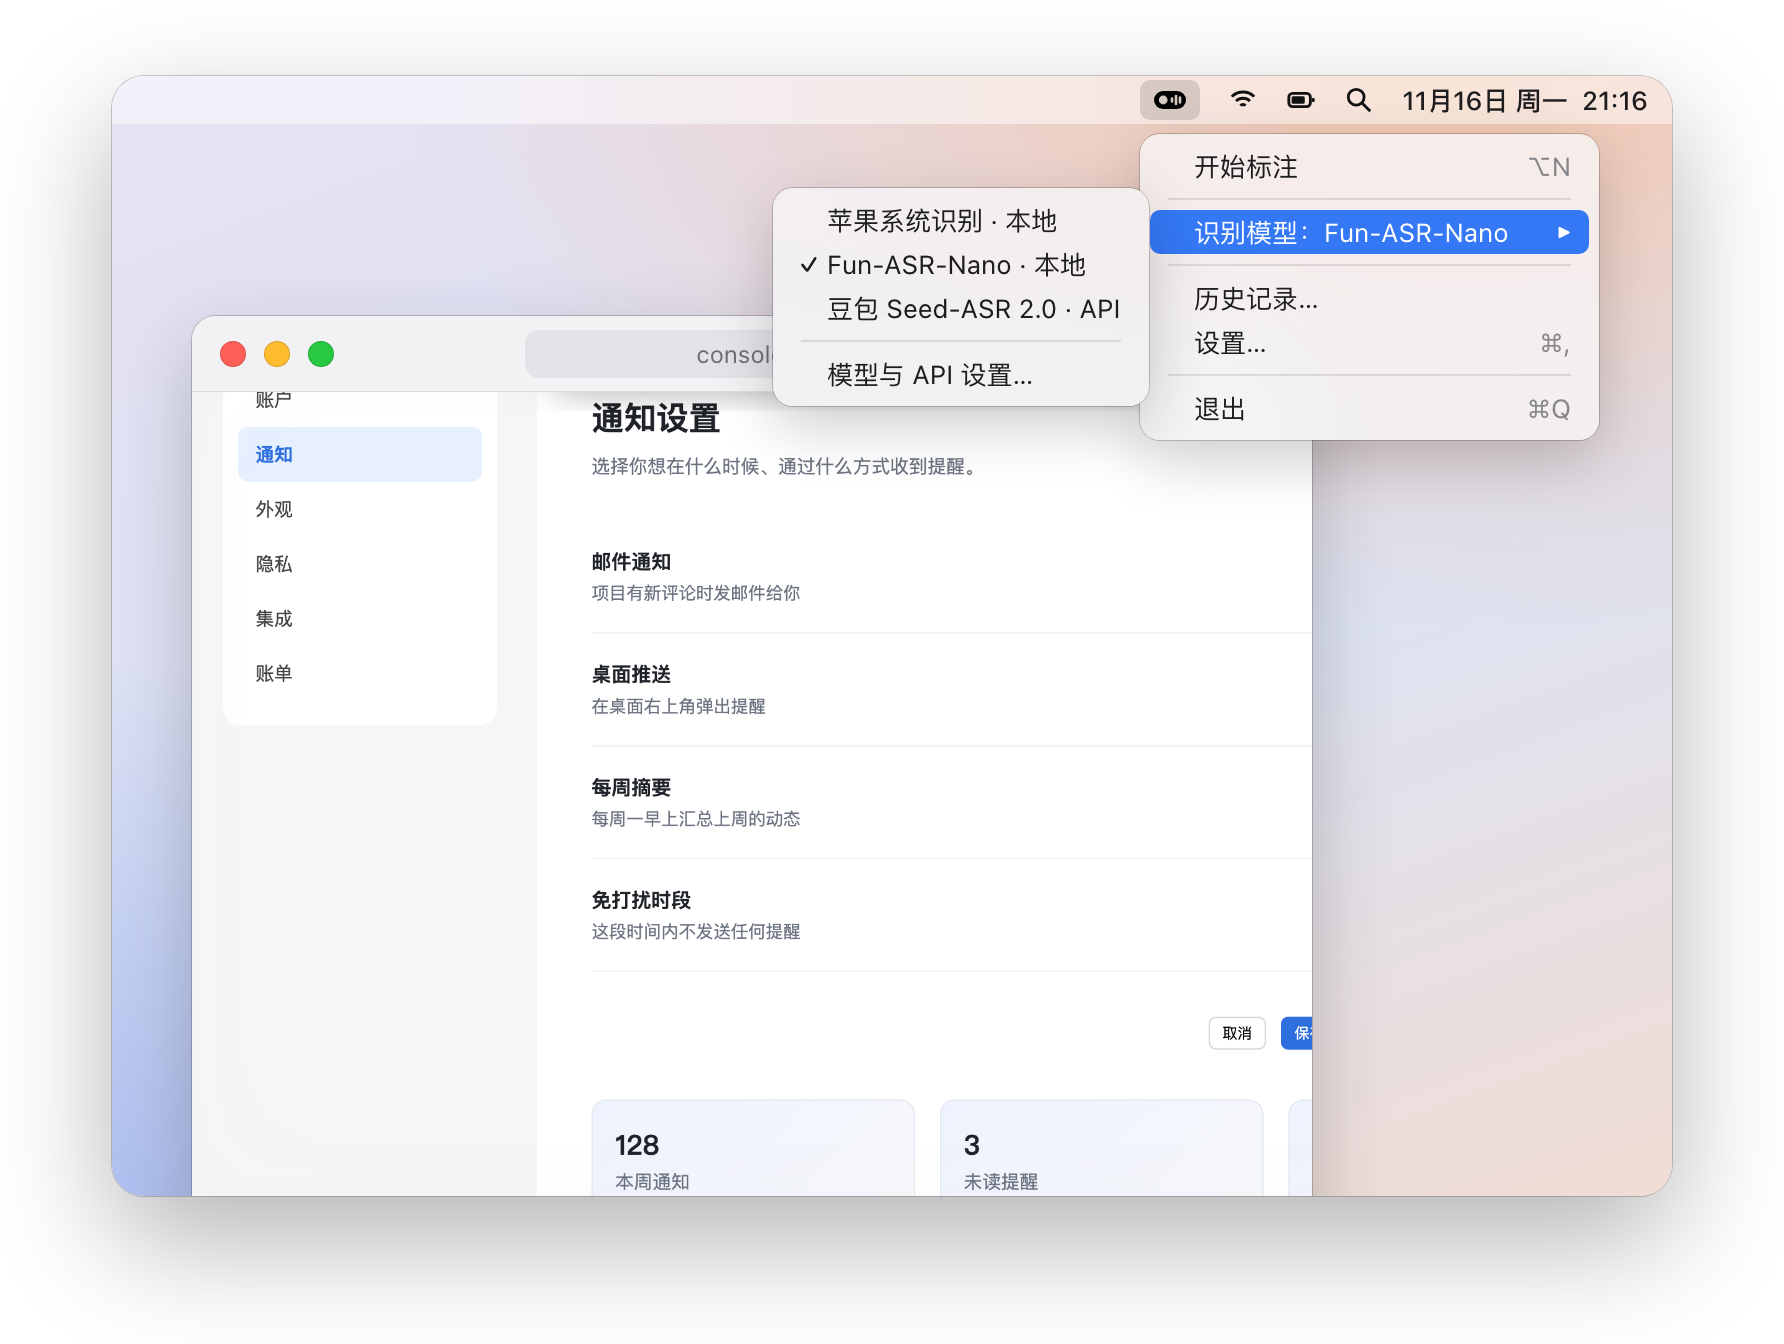 11月16日 周一 21:16
开始标注 ⌥N
识别模型：Fun-ASR-Nano
历史记录...
设置... ⌘,
退出 ⌘Q
苹果系统识别 · 本地
✓ Fun-ASR-Nano · 本地
豆包 Seed-ASR 2.0 · API
模型与 API 设置...
账户
通知
外观
隐私
集成
账单
通知设置
选择你想在什么时候、通过什么方式收到提醒。
邮件通知
项目有新评论时发邮件给你
桌面推送
在桌面右上角弹出提醒
每周摘要
每周一早上汇总上周的动态
免打扰时段
这段时间内不发送任何提醒
取消
128
本周通知
3
未读提醒